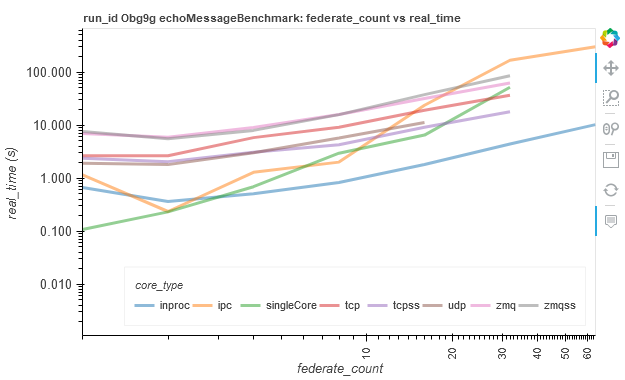 run_id Obg9g echoMessageBenchmark: federate_count vs real_time
100.000
10.000
1.000
0.100
0.010
real_time (s)
core_type
inproc ipc singleCore tcp tcpss udp zmq zmqss
10 20 30 40 50 60
federate_count